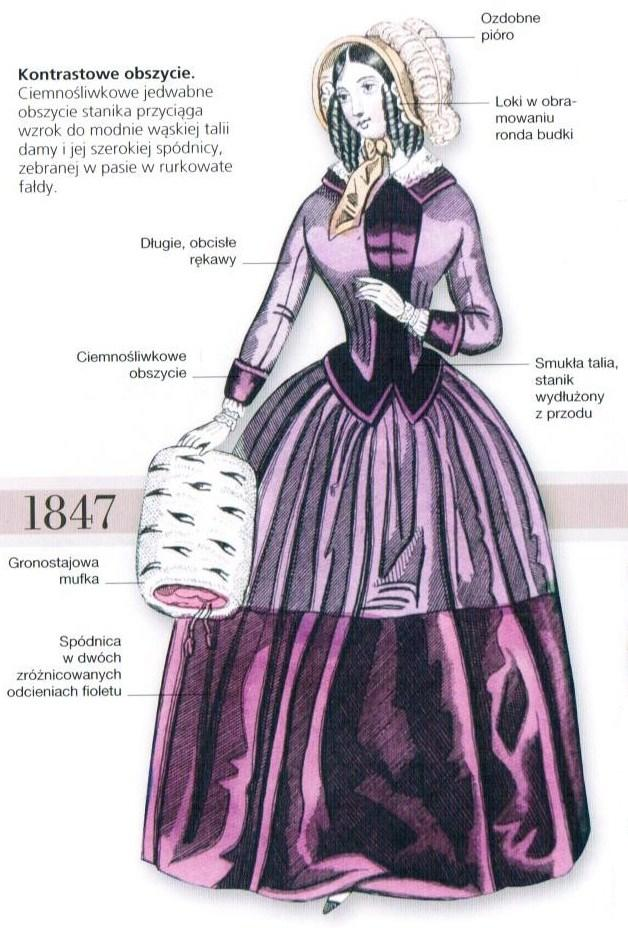 Ozdobne
pióro
Kontrastowe obszycie.
Ciemnośliwkowe jedwabne
obszycie stanika przyciąga
wzrok do modnie wąskiej talii
damy i jej szerokiej spódnicy,
zebranej w pasie w rurkowate
fałdy.
Loki w obra-
mowaniu
ronda budki
Długie, obcisłe
rękawy
Ciemnośliwkowe
obszycie
Smukła talia,
stanik
wydłużony
z przodu
1847
Gronostajowa
mufka
Spódnica
w dwóch
zróżnicowanych
odcieniach fioletu